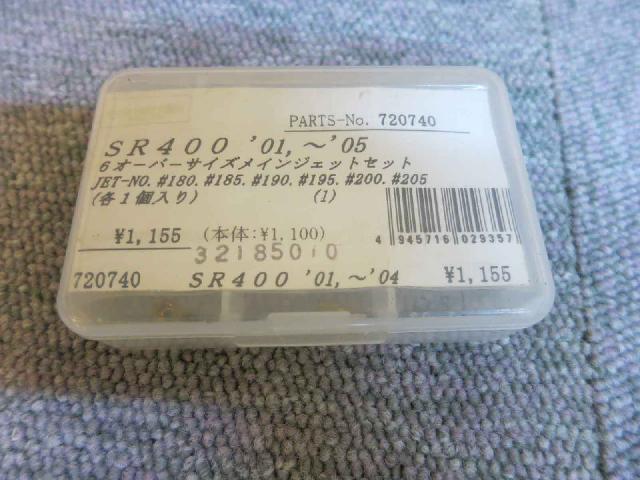 PARTS-No. 720740
SR400 '01,～'05
6オーバーサイズメインジェットセット
JET-NO. #180. #185. #190. #195. #200. #205
(各1個入り) (1)
4 945716 029357
¥1,155 (本体:¥1,100)
32185010
720740 SR400 '01,～'04 ¥1,155